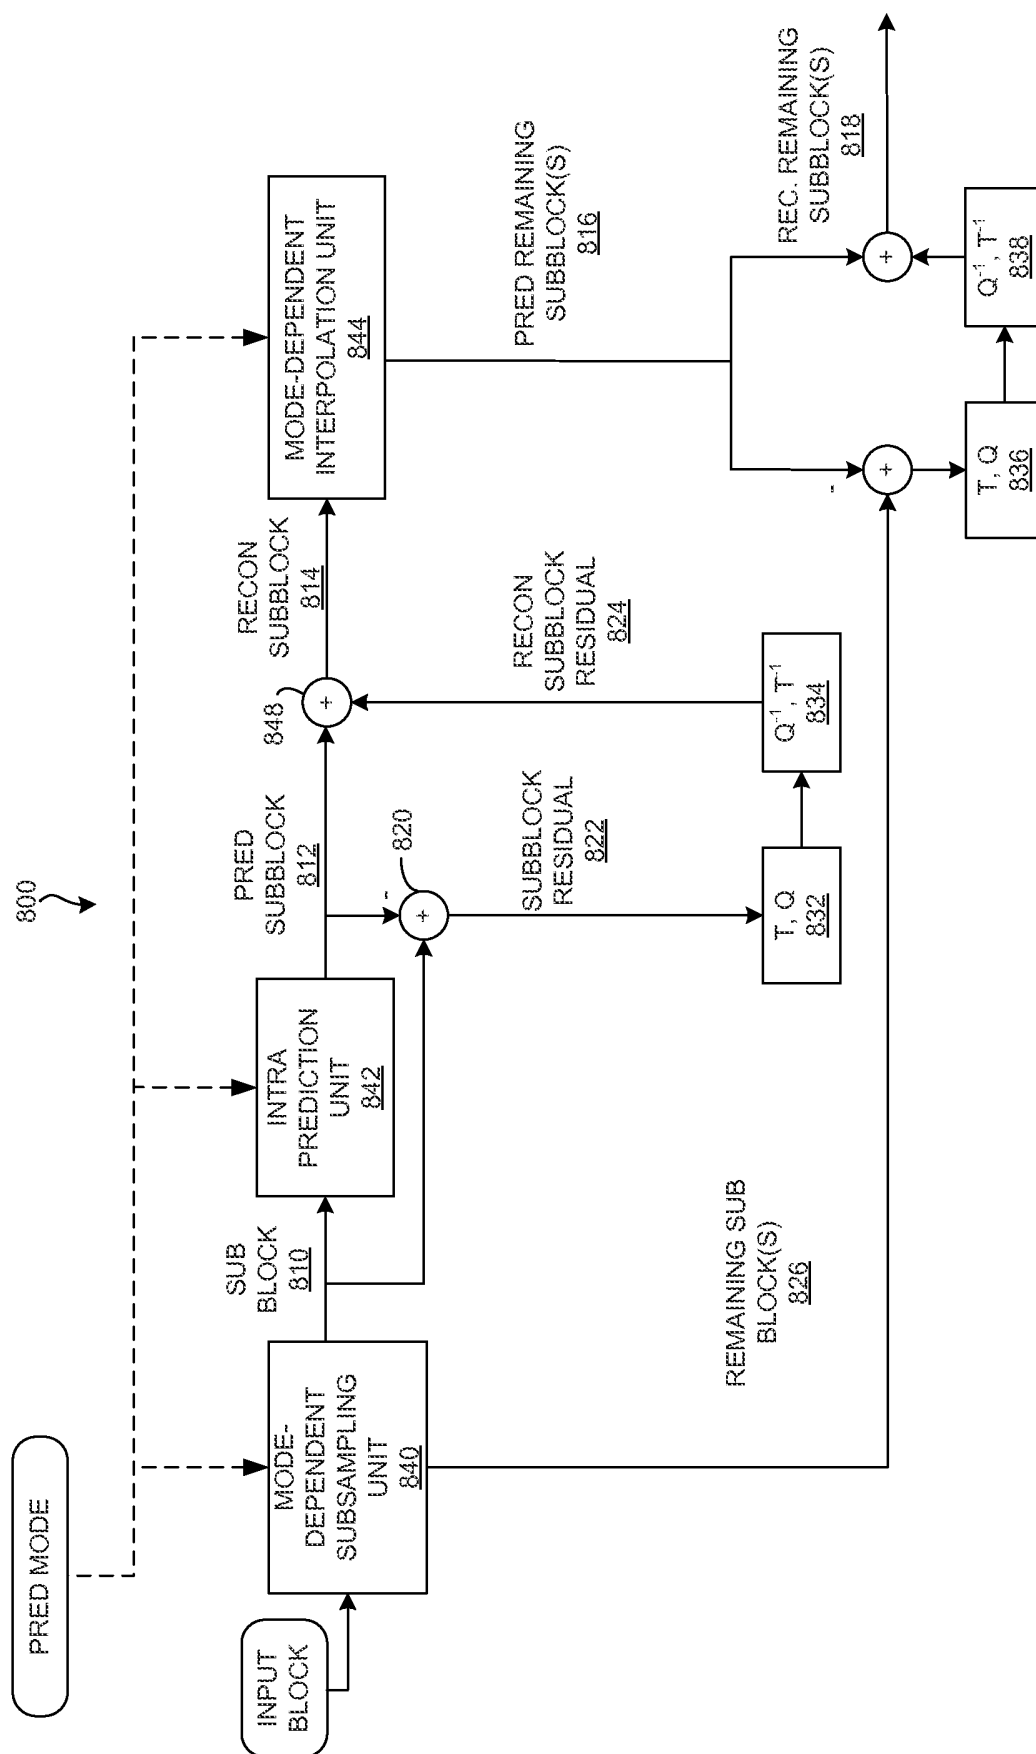 800
PRED MODE
INPUT
BLOCK
MODE-
DEPENDENT
SUBSAMPLING
UNIT
840
SUB
BLOCK
810
INTRA
PREDICTION
UNIT
842
PRED
SUBBLOCK
812
-
+
820
848
+
RECON
SUBBLOCK
814
MODE-DEPENDENT
INTERPOLATION UNIT
844
SUBBLOCK
RESIDUAL
822
RECON
SUBBLOCK
RESIDUAL
824
T, Q
832
Q⁻¹, T⁻¹
834
PRED REMAINING
SUBBLOCK(S)
816
REMAINING SUB
BLOCK(S)
826
-
+
+
REC. REMAINING
SUBBLOCK(S)
818
T, Q
836
Q⁻¹, T⁻¹
838